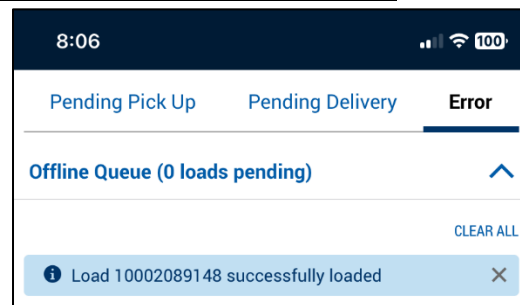 8:06
100
Pending Pick Up Pending Delivery Error
Offline Queue (0 loads pending)
CLEAR ALL
Load 10002089148 successfully loaded